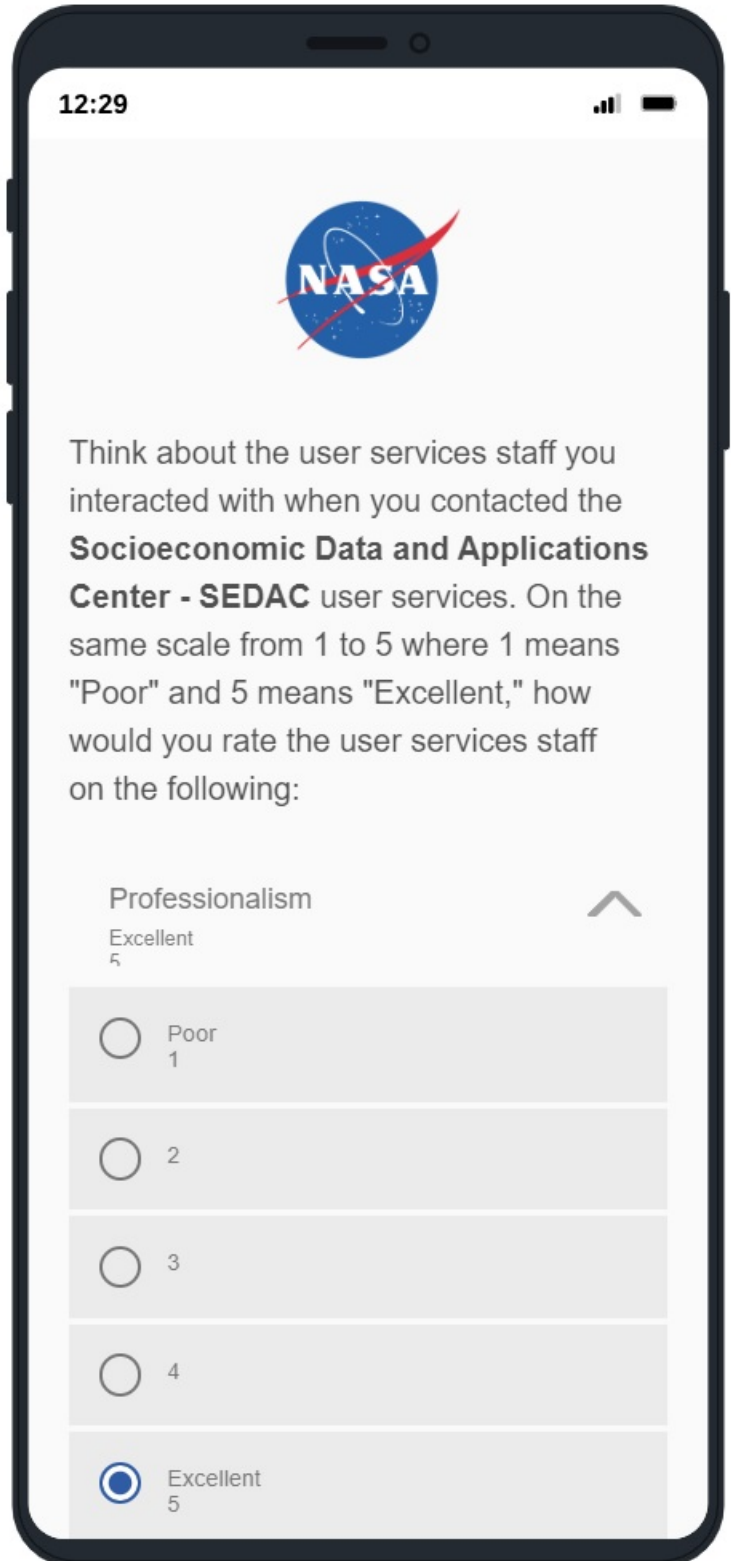 12:29
NASA
Think about the user services staff you
interacted with when you contacted the
Socioeconomic Data and Applications
Center - SEDAC user services. On the
same scale from 1 to 5 where 1 means
"Poor" and 5 means "Excellent," how
would you rate the user services staff
on the following:
Professionalism
Excellent
5
Poor
1
2
3
4
Excellent
5